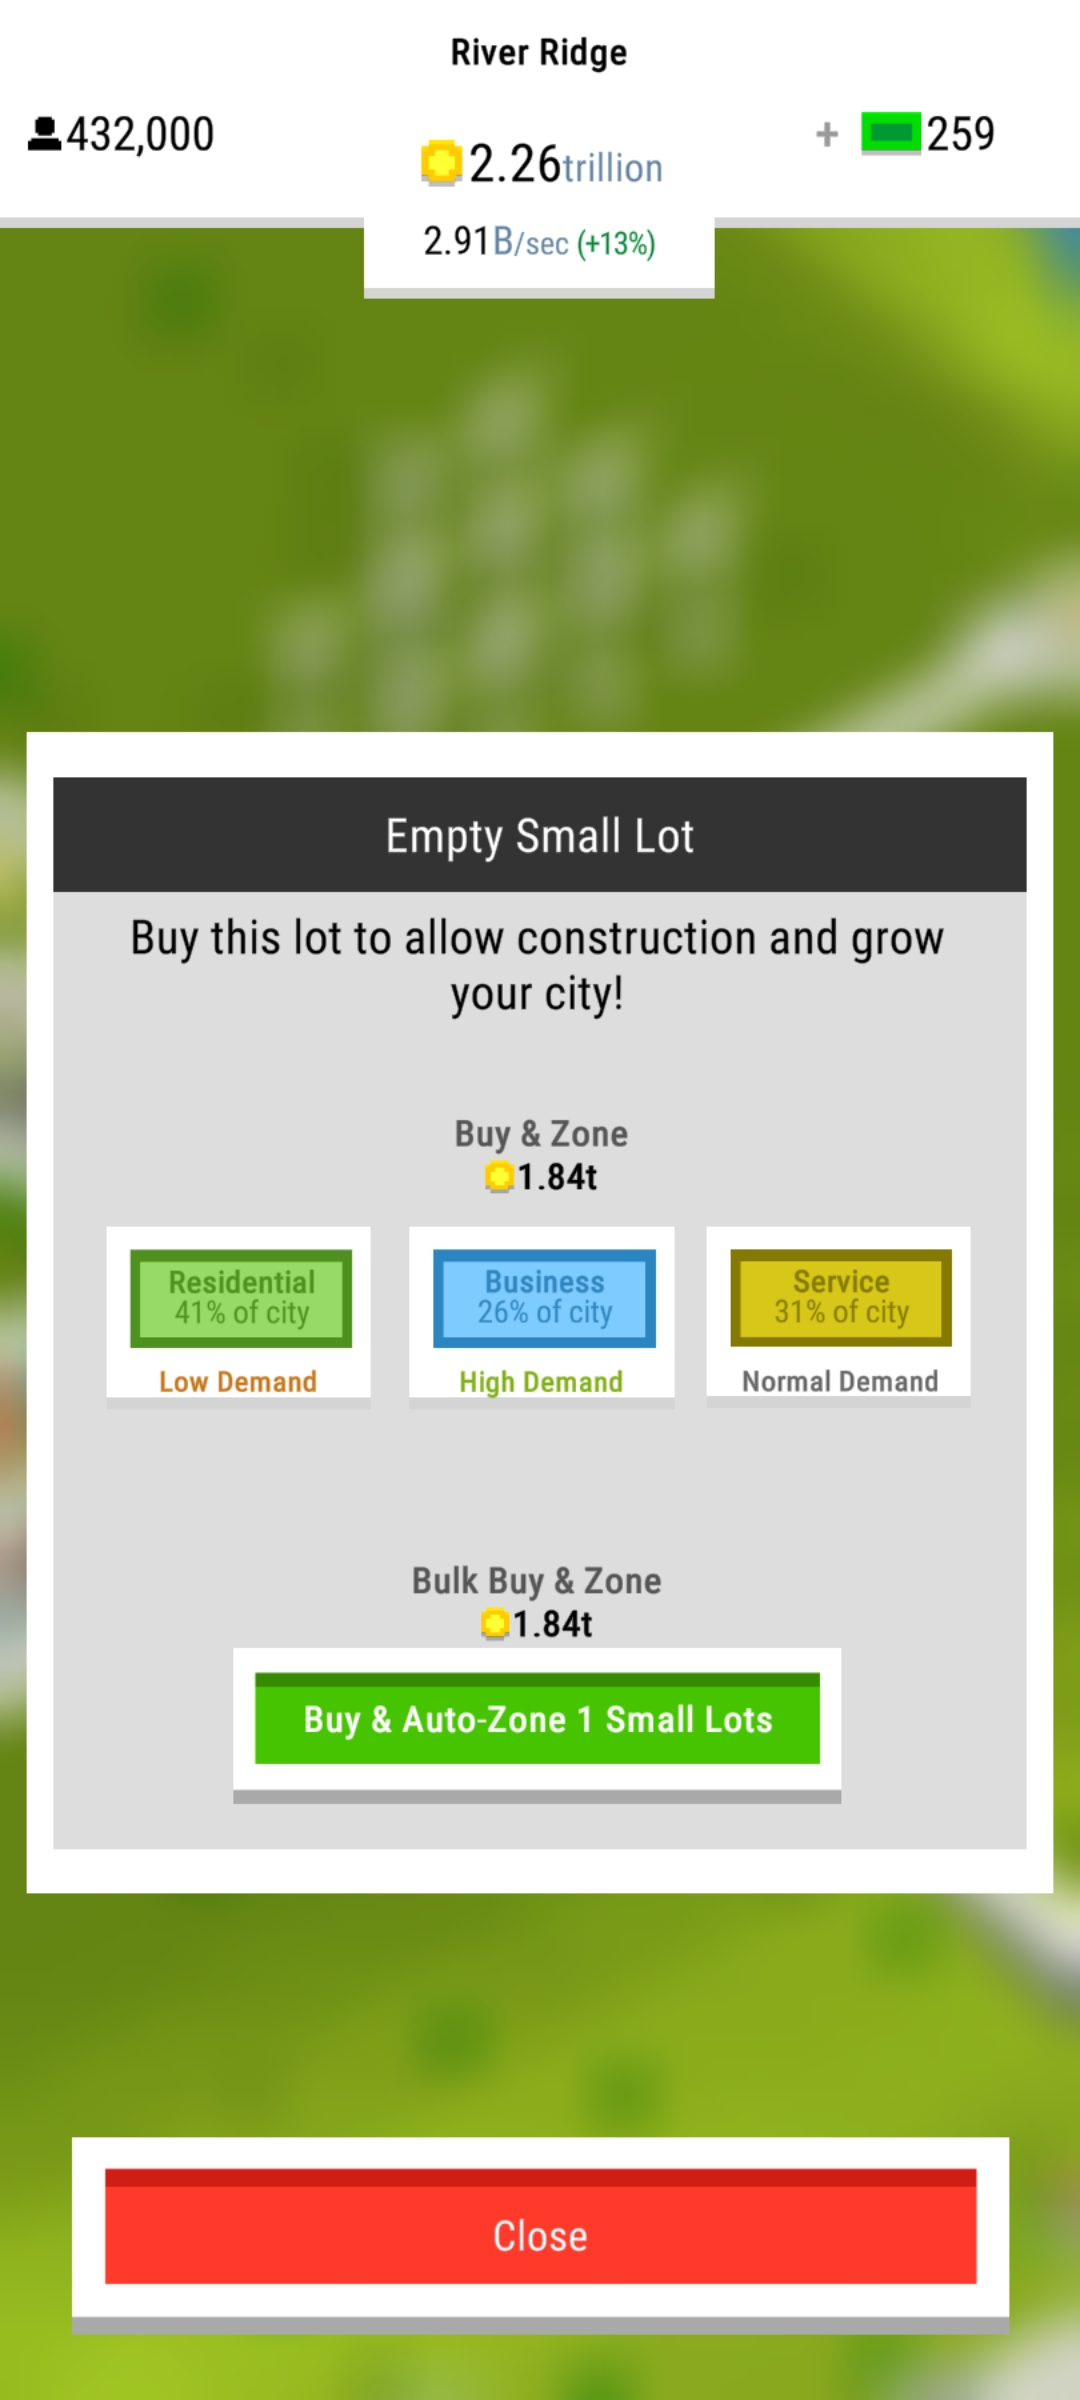 River Ridge
432,000
2.26trillion
+ 259
2.91B/sec (+13%)
Empty Small Lot
Buy this lot to allow construction and grow
your city!
Buy & Zone
1.84t
Residential
41% of city
Low Demand
Business
26% of city
High Demand
Service
31% of city
Normal Demand
Bulk Buy & Zone
1.84t
Buy & Auto-Zone 1 Small Lots
Close